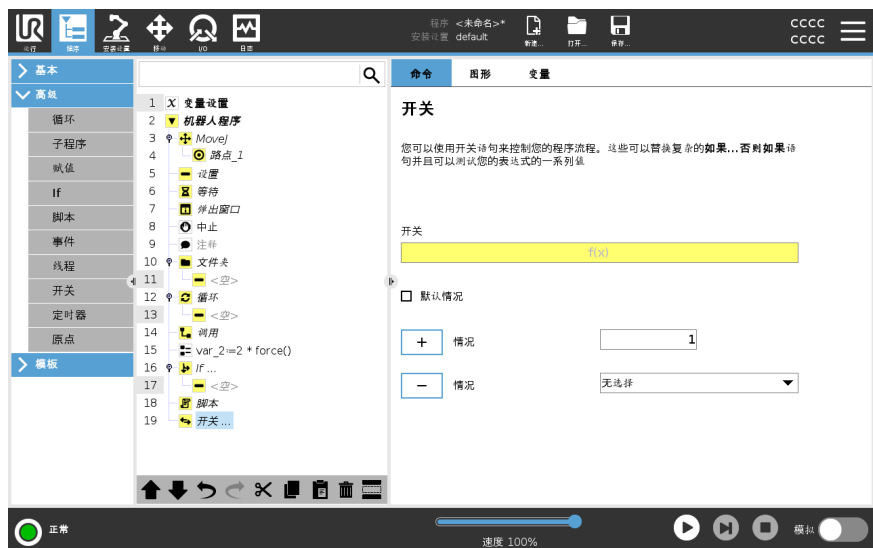 程序 <未命名>*
安装设置 default
CCCC
CCCC
运行 程序 安装设置 移动 I/O 日志 新建... 打开... 保存...
基本
高级
循环
子程序
赋值
If
脚本
事件
线程
开关
定时器
原点
模板
1 X 变量设置
2 机器人程序
3 MoveJ
4 路点_1
5 设置
6 等待
7 弹出窗口
8 中止
9 注释
10 文件夹
11 <空>
12 循环
13 <空>
14 调用
15 var_2≔2 * force()
16 If ...
17 <空>
18 脚本
19 开关 ...
命令 图形 变量
开关
您可以使用开关语句来控制您的程序流程。这些可以替换复杂的如果...否则如果语
句并且可以测试您的表达式的一系列值
开关
f(x)
默认情况
+ 情况 1
− 情况 无选择
正常
速度 100%
模拟